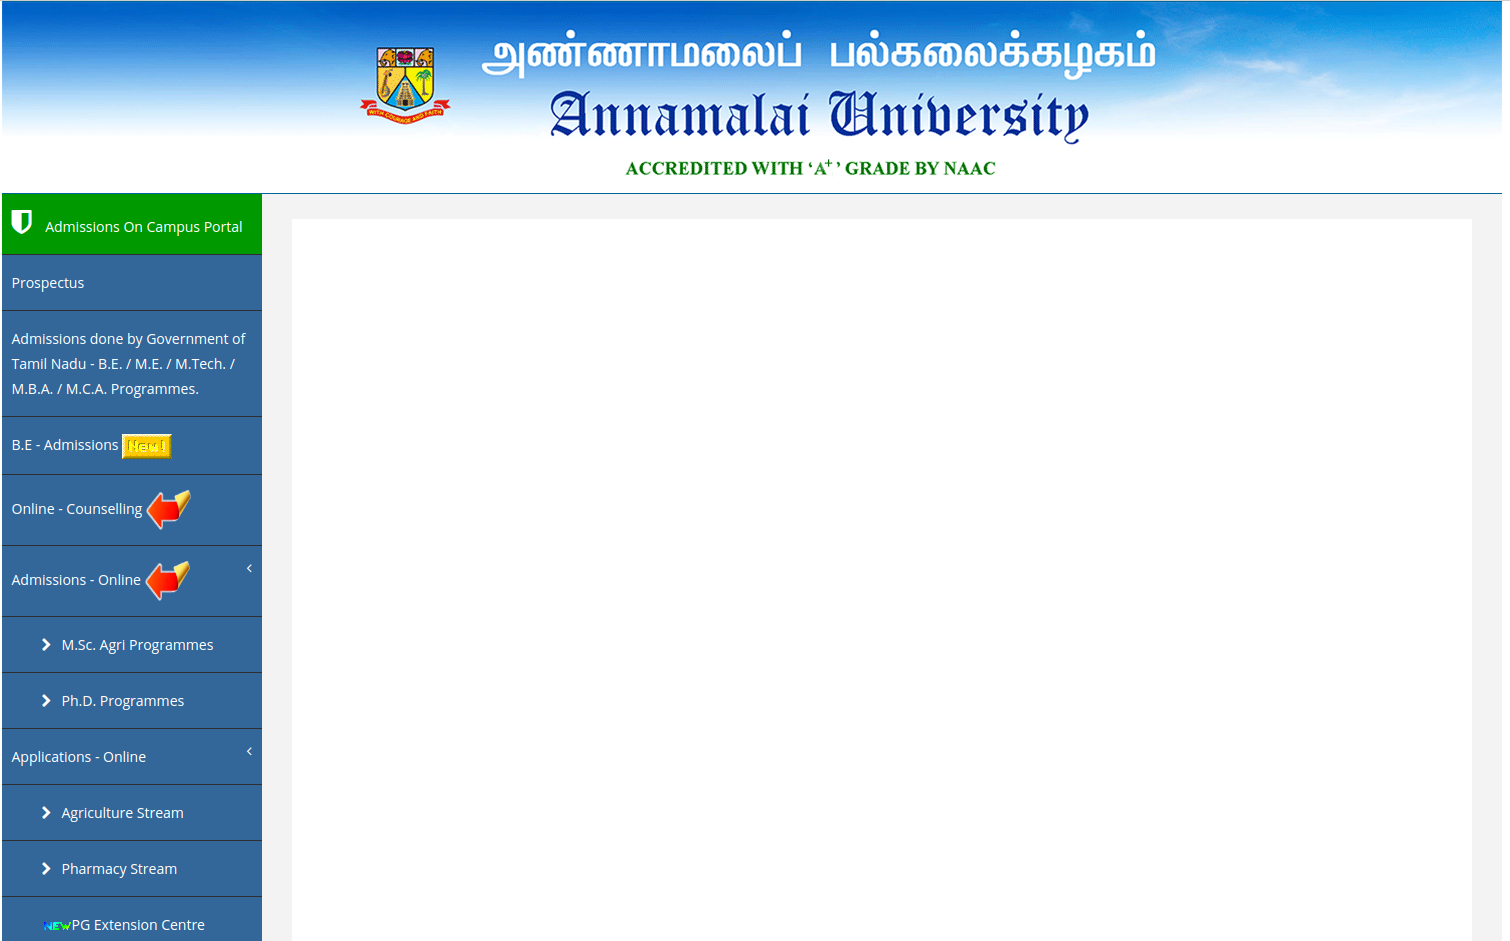 அண்ணாமலைப் பல்கலைக்கழகம்
Annamalai University
WITH COURAGE AND FAITH
ACCREDITED WITH ‘A+’ GRADE BY NAAC
Admissions On Campus Portal
Prospectus
Admissions done by Government of
Tamil Nadu - B.E. / M.E. / M.Tech. /
M.B.A. / M.C.A. Programmes.
B.E - Admissions New!
Online - Counselling
Admissions - Online
M.Sc. Agri Programmes
Ph.D. Programmes
Applications - Online
Agriculture Stream
Pharmacy Stream
NEW PG Extension Centre